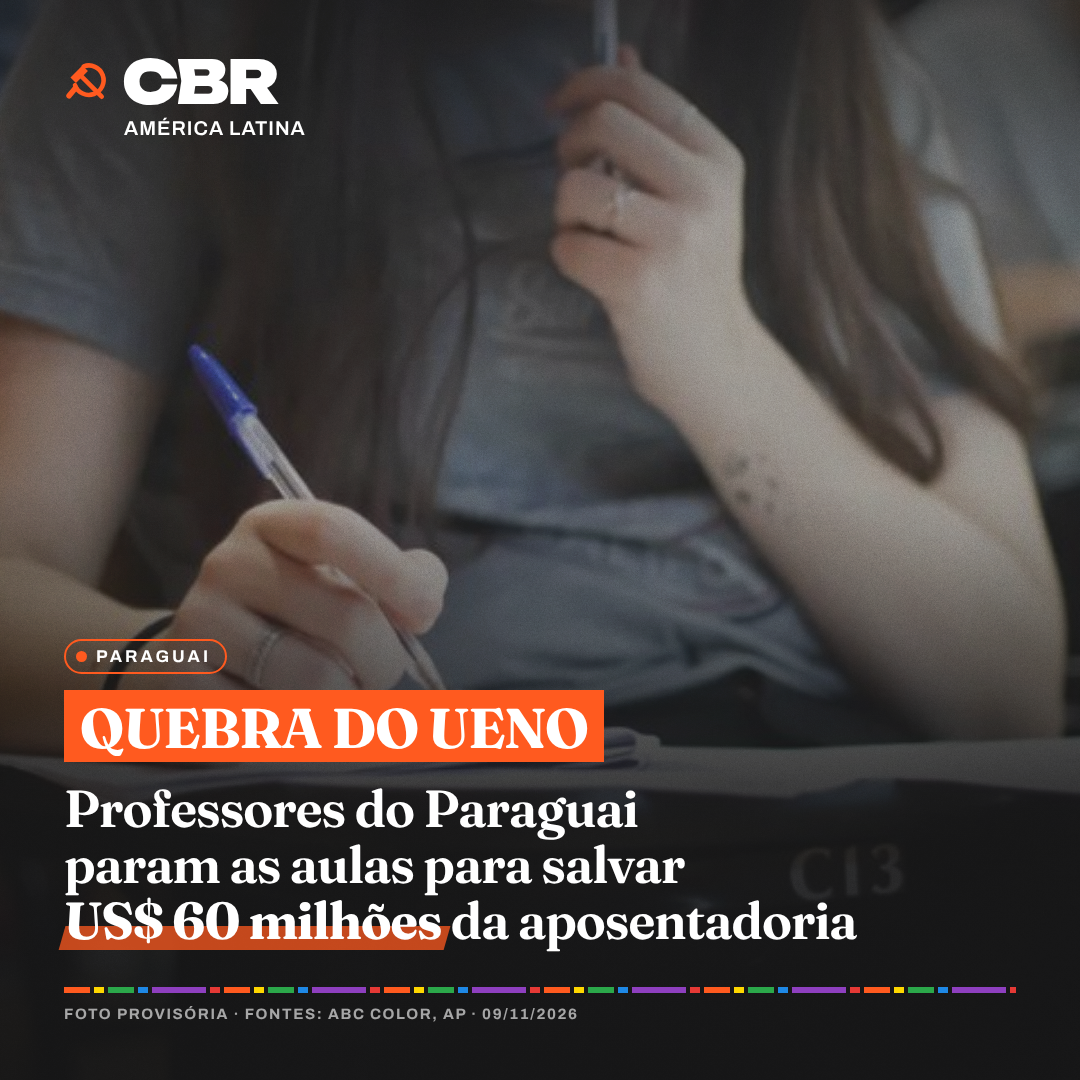 CBR
AMÉRICA LATINA
PARAGUAI
QUEBRA DO UENO
Professores do Paraguai
param as aulas para salvar
C13
US$ 60 milhões da aposentadoria
FOTO PROVISÓRIA · FONTES: ABC COLOR, AP · 09/11/2026